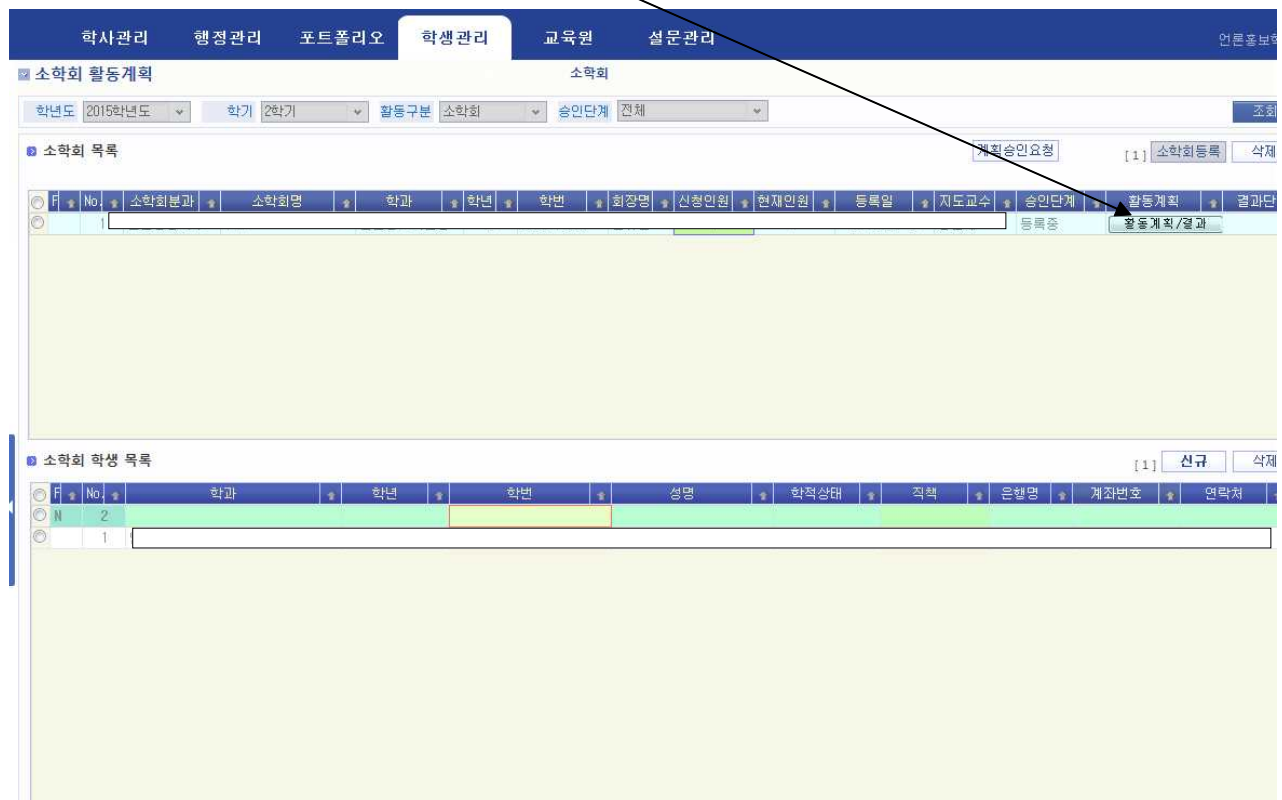 학사관리 행정관리 포트폴리오 학생관리 교육원 설문관리 언론홍보학
소학회 활동계획 소학회
학년도 2015학년도 학기 2학기 활동구분 소학회 승인단계 전체 조회
소학회 목록 계획승인요청 [1] 소학회등록 삭제
F No. 소학회분과 소학회명 학과 학년 학번 회장명 신청인원 현재인원 등록일 지도교수 승인단계 활동계획 결과단
1 등록중 활동계획/결과
소학회 학생 목록 [1] 신규 삭제
F No. 학과 학년 학번 성명 학적상태 직책 은행명 계좌번호 연락처
N 2
1